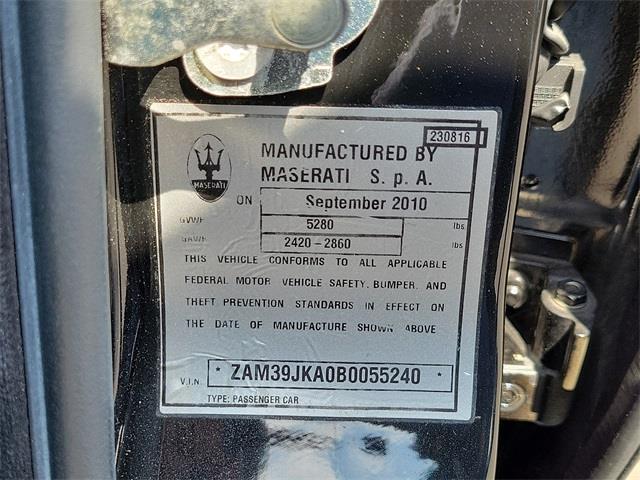 230816
MANUFACTURED BY
MASERATI S. p. A.
MASERATI
ON September 2010
GVWR 5280 lbs
GAWR 2420-2860 lbs
THIS VEHICLE CONFORMS TO ALL APPLICABLE
FEDERAL MOTOR VEHICLE SAFETY, BUMPER, AND
THEFT PREVENTION STANDARDS IN EFFECT ON
THE DATE OF MANUFACTURE SHOWN ABOVE
V.I.N. * ZAM39JKA0B0055240 *
TYPE: PASSENGER CAR